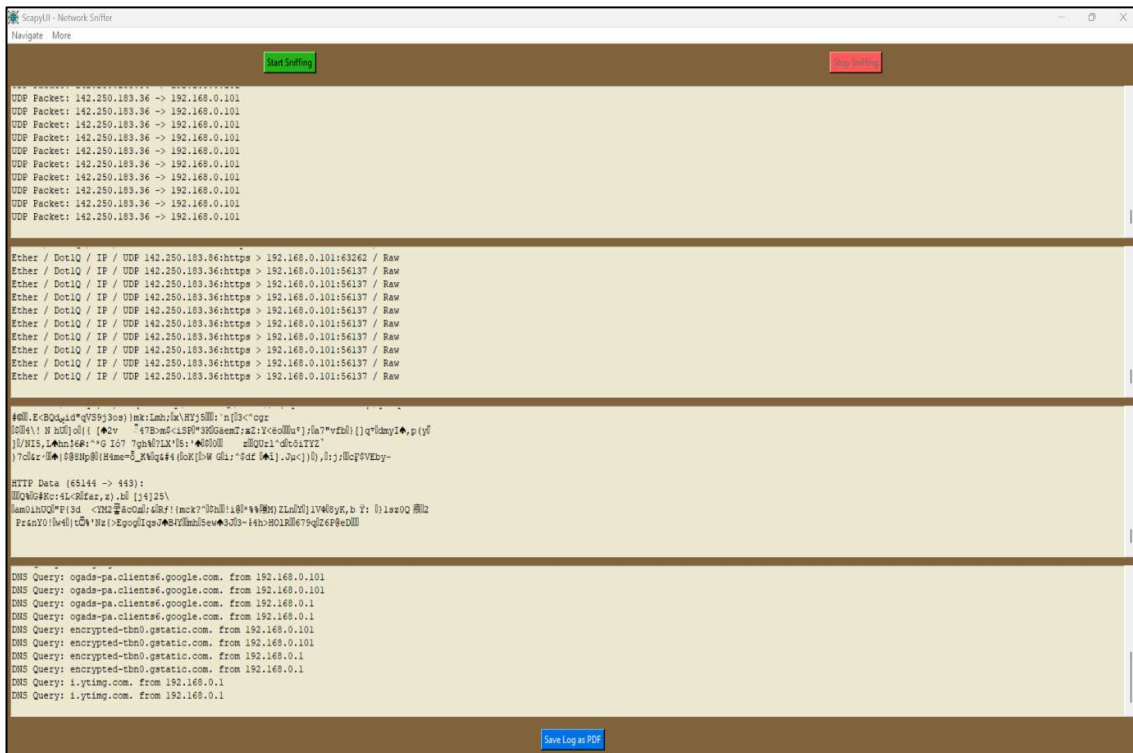 ScapyUI - Network Sniffer
Navigate More
Start Sniffing
Stop Sniffing
UDP Packet: 142.250.183.36 -> 192.168.0.101
UDP Packet: 142.250.183.36 -> 192.168.0.101
UDP Packet: 142.250.183.36 -> 192.168.0.101
UDP Packet: 142.250.183.36 -> 192.168.0.101
UDP Packet: 142.250.183.36 -> 192.168.0.101
UDP Packet: 142.250.183.36 -> 192.168.0.101
UDP Packet: 142.250.183.36 -> 192.168.0.101
UDP Packet: 142.250.183.36 -> 192.168.0.101
UDP Packet: 142.250.183.36 -> 192.168.0.101
UDP Packet: 142.250.183.36 -> 192.168.0.101
Ether / Dot1Q / IP / UDP 142.250.183.86:https > 192.168.0.101:63262 / Raw
Ether / Dot1Q / IP / UDP 142.250.183.36:https > 192.168.0.101:56137 / Raw
Ether / Dot1Q / IP / UDP 142.250.183.36:https > 192.168.0.101:56137 / Raw
Ether / Dot1Q / IP / UDP 142.250.183.36:https > 192.168.0.101:56137 / Raw
Ether / Dot1Q / IP / UDP 142.250.183.36:https > 192.168.0.101:56137 / Raw
Ether / Dot1Q / IP / UDP 142.250.183.36:https > 192.168.0.101:56137 / Raw
Ether / Dot1Q / IP / UDP 142.250.183.36:https > 192.168.0.101:56137 / Raw
Ether / Dot1Q / IP / UDP 142.250.183.36:https > 192.168.0.101:56137 / Raw
Ether / Dot1Q / IP / UDP 142.250.183.36:https > 192.168.0.101:56137 / Raw
Ether / Dot1Q / IP / UDP 142.250.183.36:https > 192.168.0.101:56137 / Raw
HTTP Data (65144 -> 443):
DNS Query: ogads-pa.clients6.google.com. from 192.168.0.101
DNS Query: ogads-pa.clients6.google.com. from 192.168.0.101
DNS Query: ogads-pa.clients6.google.com. from 192.168.0.1
DNS Query: ogads-pa.clients6.google.com. from 192.168.0.1
DNS Query: encrypted-tbn0.gstatic.com. from 192.168.0.101
DNS Query: encrypted-tbn0.gstatic.com. from 192.168.0.101
DNS Query: encrypted-tbn0.gstatic.com. from 192.168.0.1
DNS Query: encrypted-tbn0.gstatic.com. from 192.168.0.1
DNS Query: i.ytimg.com. from 192.168.0.1
DNS Query: i.ytimg.com. from 192.168.0.1
Save Log as PDF